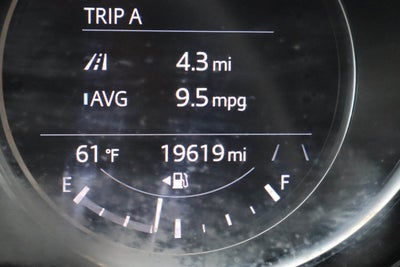 TRIP A
4.3 mi
AVG 9.5 mpg
61 °F 19619 mi
E F